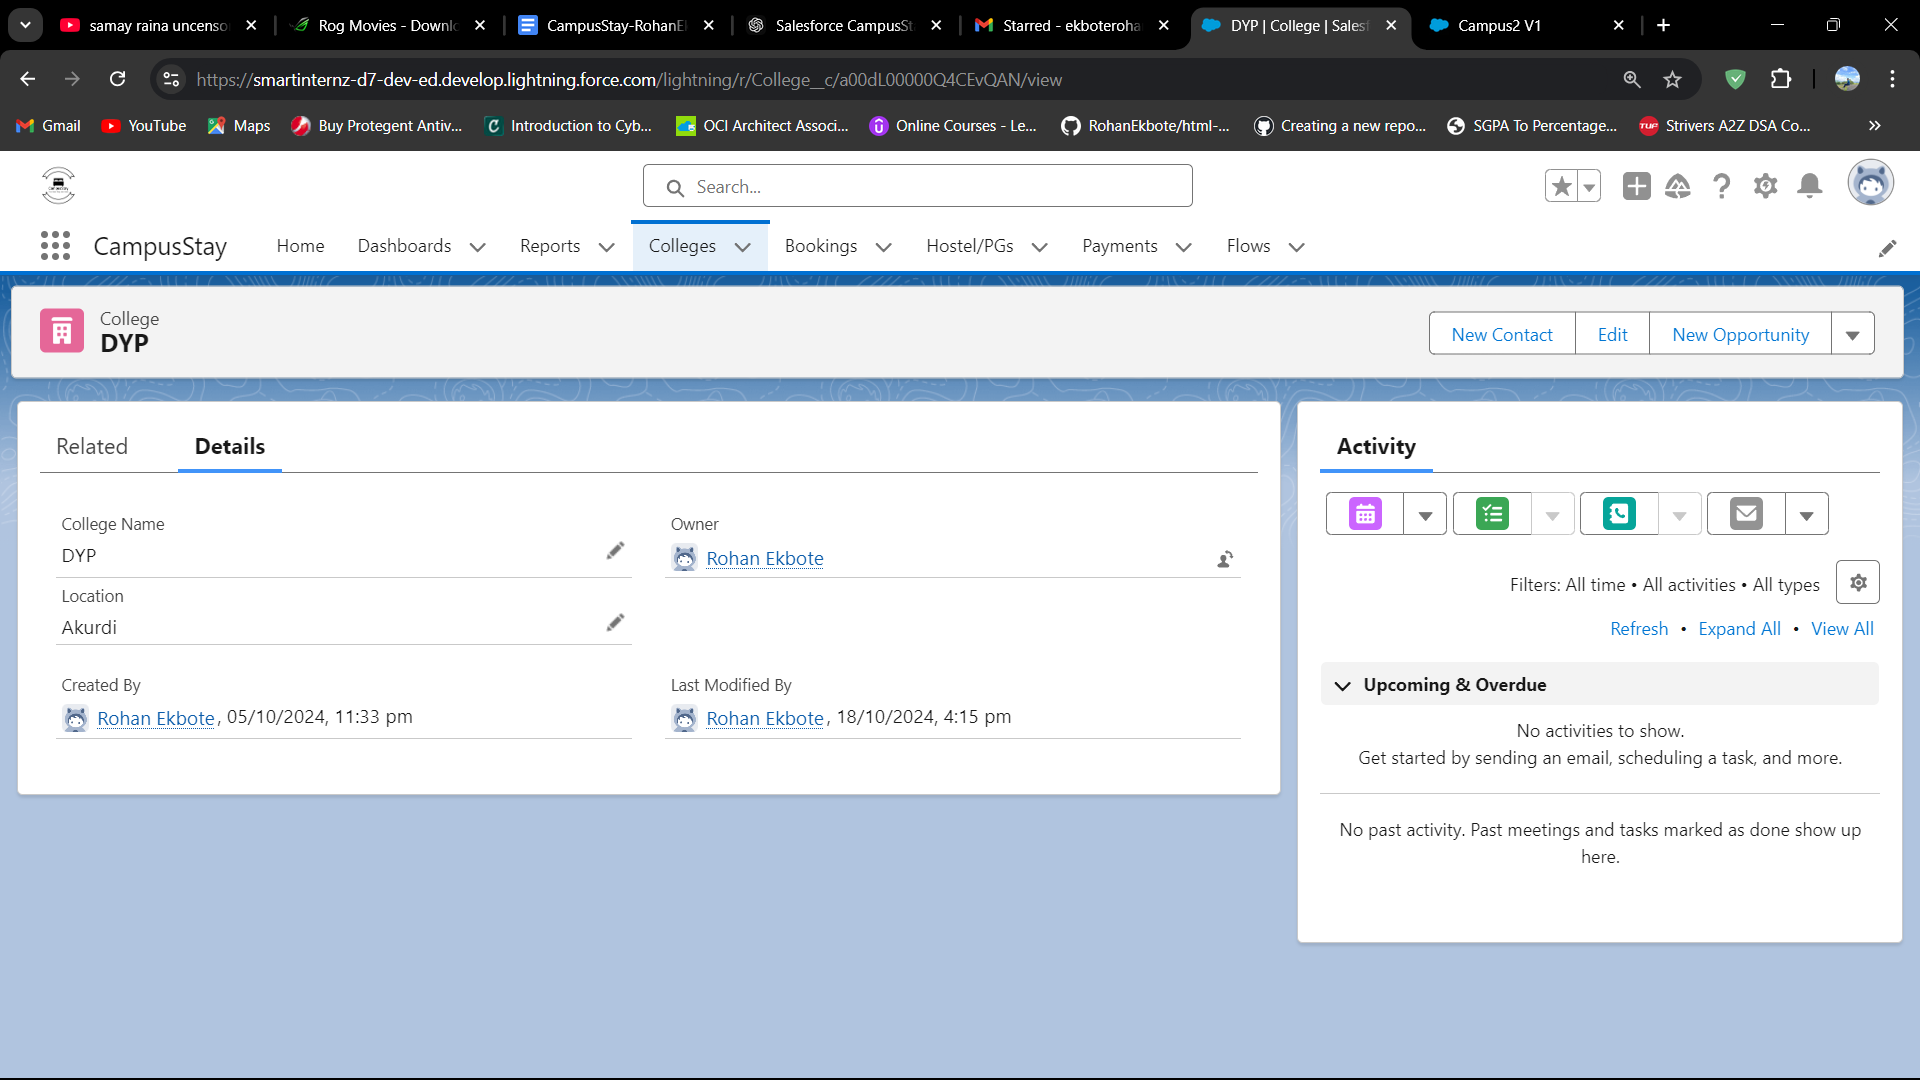 samay raina uncenso
Rog Movies - Downlo
CampusStay-RohanEk
Salesforce CampusSt
Starred - ekboteroha
DYP | College | Salesf
Campus2 V1
https://smartinternz-d7-dev-ed.develop.lightning.force.com/lightning/r/College__c/a00dL00000Q4CEvQAN/view
Gmail
YouTube
Maps
Buy Protegent Antiv...
Introduction to Cyb...
OCI Architect Associ...
Online Courses - Le...
RohanEkbote/html-...
Creating a new repo...
SGPA To Percentage...
TUF
Strivers A2Z DSA Co...
Search...
CampusStay
Home
Dashboards
Reports
Colleges
Bookings
Hostel/PGs
Payments
Flows
College
DYP
New Contact
Edit
New Opportunity
Related
Details
College Name
DYP
Owner
Rohan Ekbote
Location
Akurdi
Created By
Rohan Ekbote, 05/10/2024, 11:33 pm
Last Modified By
Rohan Ekbote, 18/10/2024, 4:15 pm
Activity
Filters: All time • All activities • All types
Refresh • Expand All • View All
Upcoming & Overdue
No activities to show.
Get started by sending an email, scheduling a task, and more.
No past activity. Past meetings and tasks marked as done show up
here.